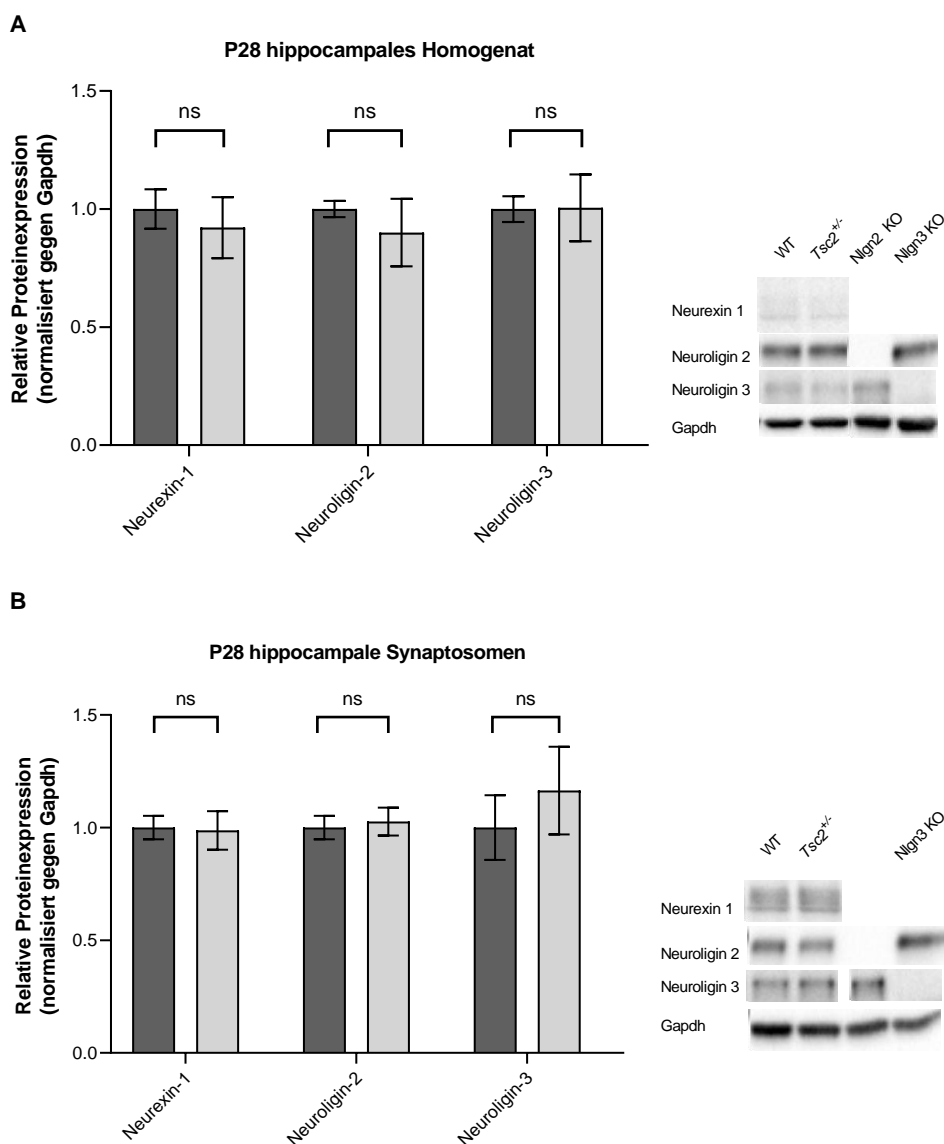 A
P28 hippocampales Homogenat
Relative Proteinexpression
(normalisiert gegen Gapdh)
1.5
1.0
0.5
0.0
ns
ns
ns
Neurexin-1
Neuroligin-2
Neuroligin-3
WT
Tsc2+/-
Nlgn2 KO
Nlgn3 KO
Neurexin 1
Neuroligin 2
Neuroligin 3
Gapdh
B
P28 hippocampale Synaptosomen
Relative Proteinexpression
(normalisiert gegen Gapdh)
1.5
1.0
0.5
0.0
ns
ns
ns
Neurexin-1
Neuroligin-2
Neuroligin-3
WT
Tsc2+/-
Nlgn3 KO
Neurexin 1
Neuroligin 2
Neuroligin 3
Gapdh